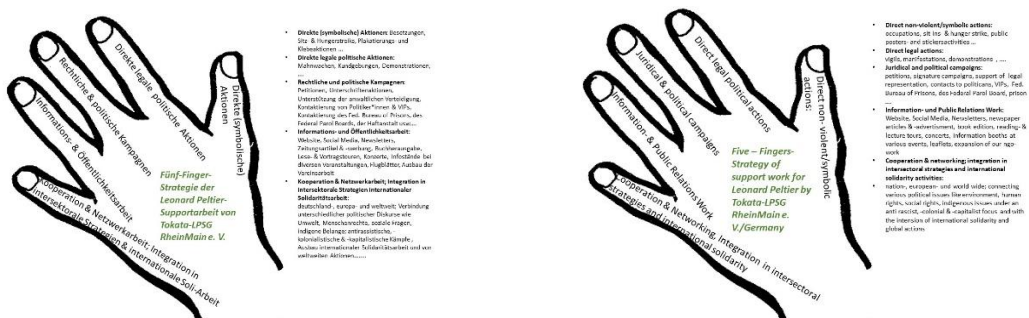 Direkte (symbolische) Aktionen
Direkte legale politische Aktionen
Rechtliche & politische Kampagnen
Informations- & Öffentlichkeitsarbeit
Kooperation & Netzwerkarbeit; Integration in
intersektorale Strategien & internationale Soli-Arbeit
Fünf-Finger-
Strategie der
Leonard Peltier-
Supportarbeit von
Tokata-LPSG
RheinMain e. V.
• Direkte (symbolische) Aktionen: Besetzungen,
Sitz- & Hungerstreiks, Plakatierungs- und
Klebeaktionen ...
• Direkte legale politische Aktionen:
Mahnwachen, Kundgebungen, Demonstrationen,
....
• Rechtliche und politische Kampagnen:
Petitionen, Unterschriftenaktionen,
Unterstützung der anwaltlichen Verteidigung,
Kontaktierung von Politiker*innen & VIPs,
Kontaktierung des Fed. Bureau of Prisons, des
Federal Parol Boards, der Haftanstalt usw....
• Informations- und Öffentlichkeitsarbeit:
Website, Social Media, Newsletters,
Zeitungsartikel & -werbung, Buchherausgabe,
Lese- & Vortragstouren, Konzerte, Infostände bei
diversen Veranstaltungen, Flugblätter, Ausbau der
Vereinsarbeit
• Kooperation & Netzwerkarbeit; Integration in
intersektorale Strategien internationaler
Solidaritätsarbeit:
deutschland-, europa- und weltweit; Verbindung
unterschiedlicher politischer Diskurse wie
Umwelt, Menschenrechte, soziale Fragen,
indigene Belange; antirassistische, -
kolonialistische & -kapitalistische Kämpfe,
Ausbau internationaler Solidaritätsarbeit und von
weltweiten Aktionen.......
Direct non- violent/symbolic
actions:
Direct legal political actions
Juridical & political campaigns
Information- & Public Relations Work
Cooperation & Networking, Integration in intersectoral
strategies and international solidarity
Five – Fingers-
Strategy of
support work for
Leonard Peltier by
Tokata-LPSG
RheinMain e.
V./Germany
• Direct non-violent/symbolic actions:
occupations, sit ins & hunger strike, public
posters- and stickersactivities ...
• Direct legal actions:
vigils, manifestations, demonstrations , ....
• Juridical and political campaigns:
petitions, signature campaigns, support of legal
representation, contacts to politicans, VIPs, Fed.
Bureau of Prisons, des Federal Parol Board, prison
....
• Information- und Public Relations Work:
Website, Social Media, Newsletters, newspaper
articles & -advertisment, book edition, reading- &
lecture tours, concerts, information booths at
various events, leaflets, expansion of our ngo-
work
• Cooperation & networking; integration in
intersectoral strategies and international
solidarity activities:
• nation-, european- und world wide; connecting
various political issues like environment, human
rights, social rights, indigenous issues under an
anti rascist, -colonial & -capitalist focus and with
the intension of international solidarity and
global actions